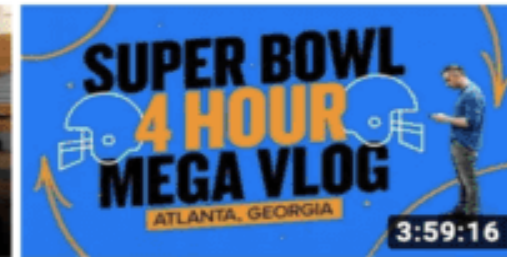 SUPER BOWL
4 HOUR
MEGA VLOG
ATLANTA, GEORGIA
3:59:16